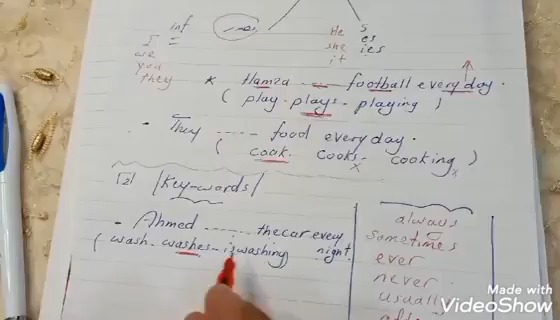 inf
I
we
you
they
He S
she es
it ies
* Hamza ---- football every day.
( play - plays - playing )
- They ----- food every day.
( cook. cooks x cooking x )
[2] /Key-words/
- Ahmed ------- the car every
( wash - washes - is washing) night.
always
sometimes
ever
never
usually
Made with
VideoShow